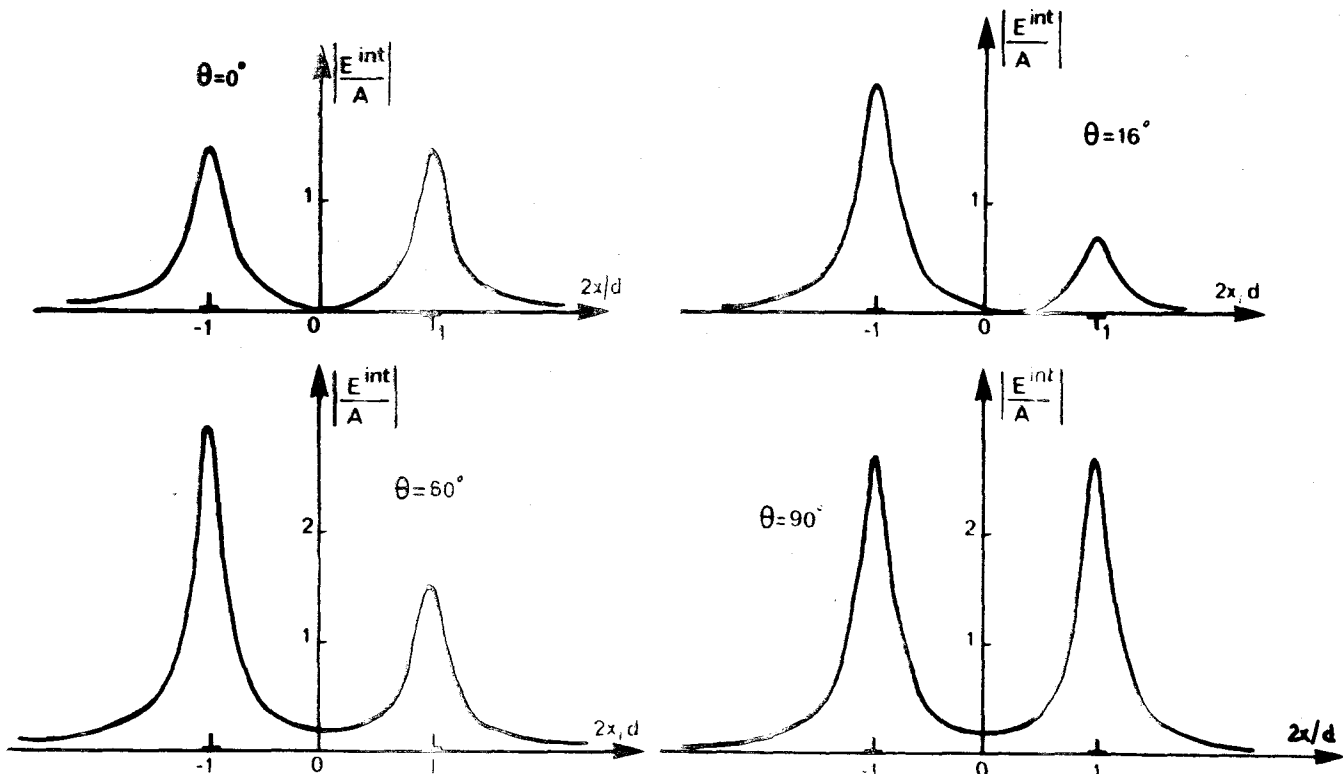 θ=0°
|E^int/A|
1
2x/d
-1
0
1
|E^int/A|
θ=16°
1
2x, d
-1
0
1
|E^int/A|
θ=60°
2
1
2x, d
-1
0
1
|E^int/A|
θ=90°
2
1
2x/d
-1
0
1